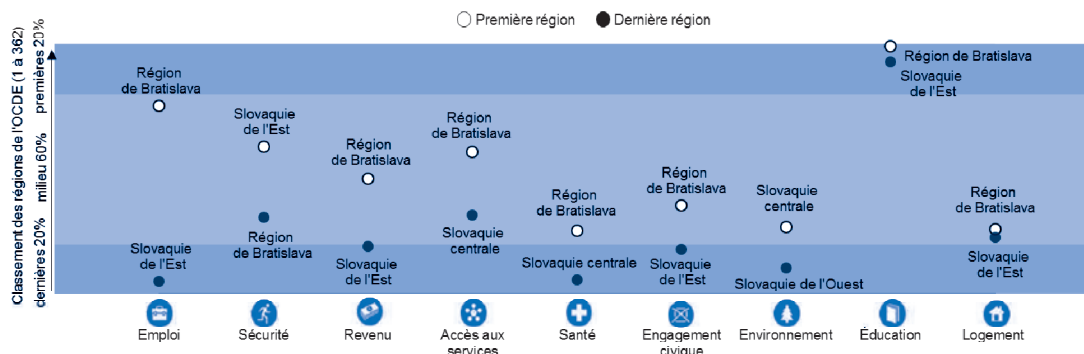 Première région
Dernière région
Classement des régions de l'OCDE (1 à 362)
dernières 20%
milieu 60%
premières 20%
Région
de Bratislava
Slovaquie
de l'Est
Slovaquie
de l'Est
Région
de Bratislava
Région
de Bratislava
Slovaquie
de l'Est
Région
de Bratislava
Slovaquie
centrale
Région
de Bratislava
Slovaquie centrale
Région
de Bratislava
Slovaquie
de l'Est
Slovaquie
centrale
Slovaquie de l'Ouest
Région de Bratislava
Slovaquie
de l'Est
Région
de Bratislava
Slovaquie
de l'Est
Emploi
Sécurité
Revenu
Accès aux
services
Santé
Engagement
civique
Environnement
Éducation
Logement